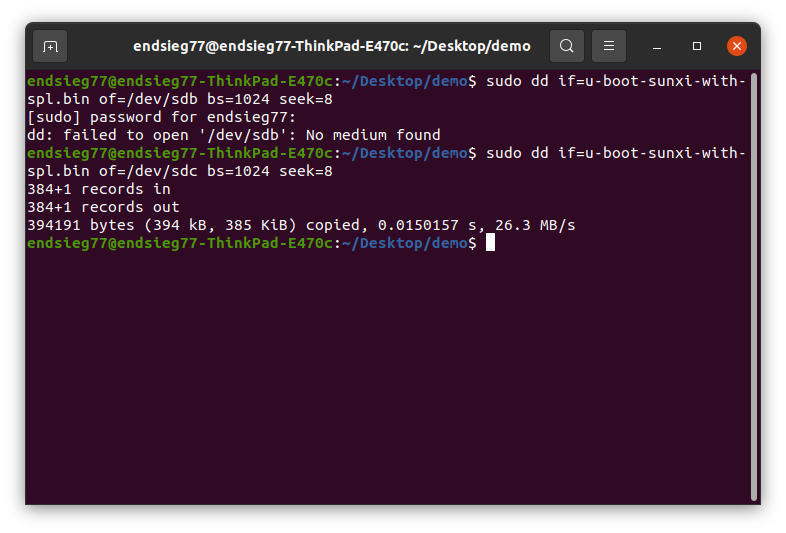 endsieg77@endsieg77-ThinkPad-E470c: ~/Desktop/demo
endsieg77@endsieg77-ThinkPad-E470c:~/Desktop/demo$ sudo dd if=u-boot-sunxi-with-
spl.bin of=/dev/sdb bs=1024 seek=8
[sudo] password for endsieg77:
dd: failed to open '/dev/sdb': No medium found
endsieg77@endsieg77-ThinkPad-E470c:~/Desktop/demo$ sudo dd if=u-boot-sunxi-with-
spl.bin of=/dev/sdc bs=1024 seek=8
384+1 records in
384+1 records out
394191 bytes (394 kB, 385 KiB) copied, 0.0150157 s, 26.3 MB/s
endsieg77@endsieg77-ThinkPad-E470c:~/Desktop/demo$